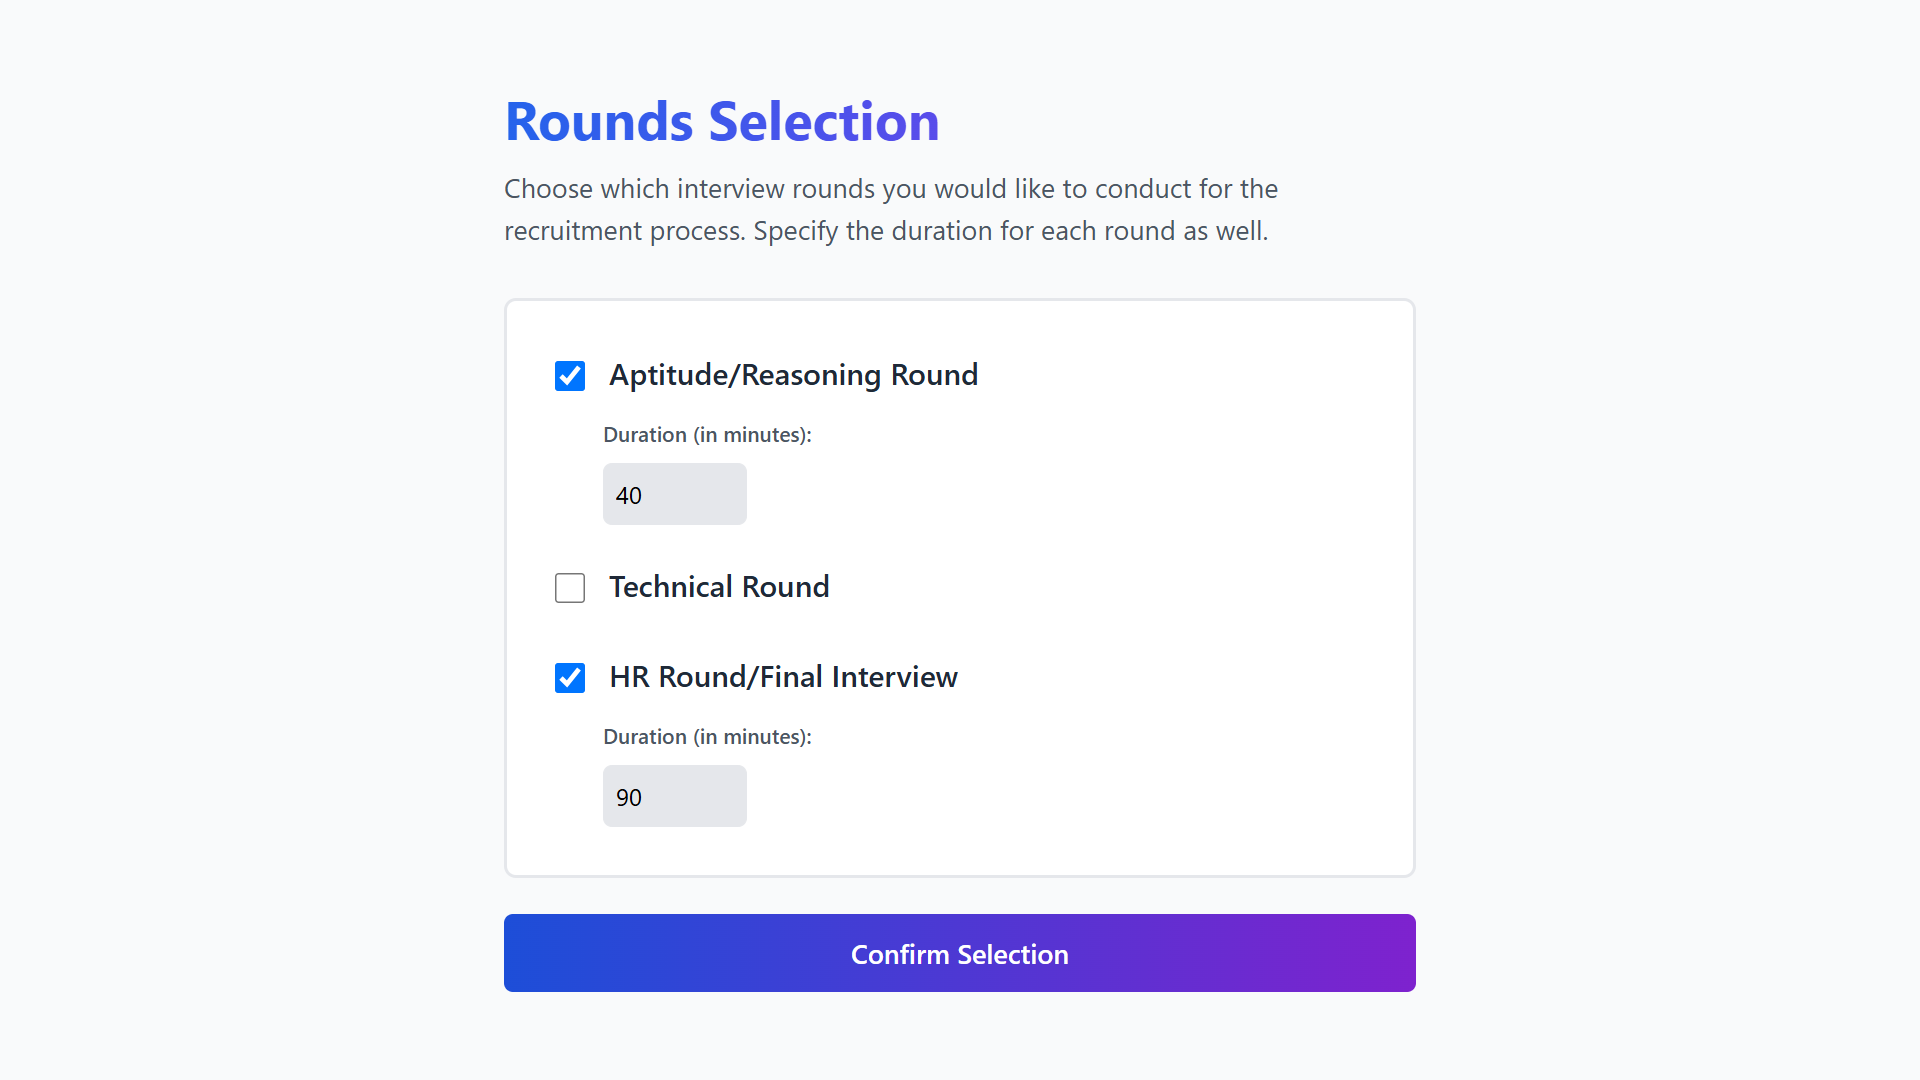 Rounds Selection
Choose which interview rounds you would like to conduct for the
recruitment process. Specify the duration for each round as well.
Aptitude/Reasoning Round
Duration (in minutes):
40
Technical Round
HR Round/Final Interview
Duration (in minutes):
90
Confirm Selection